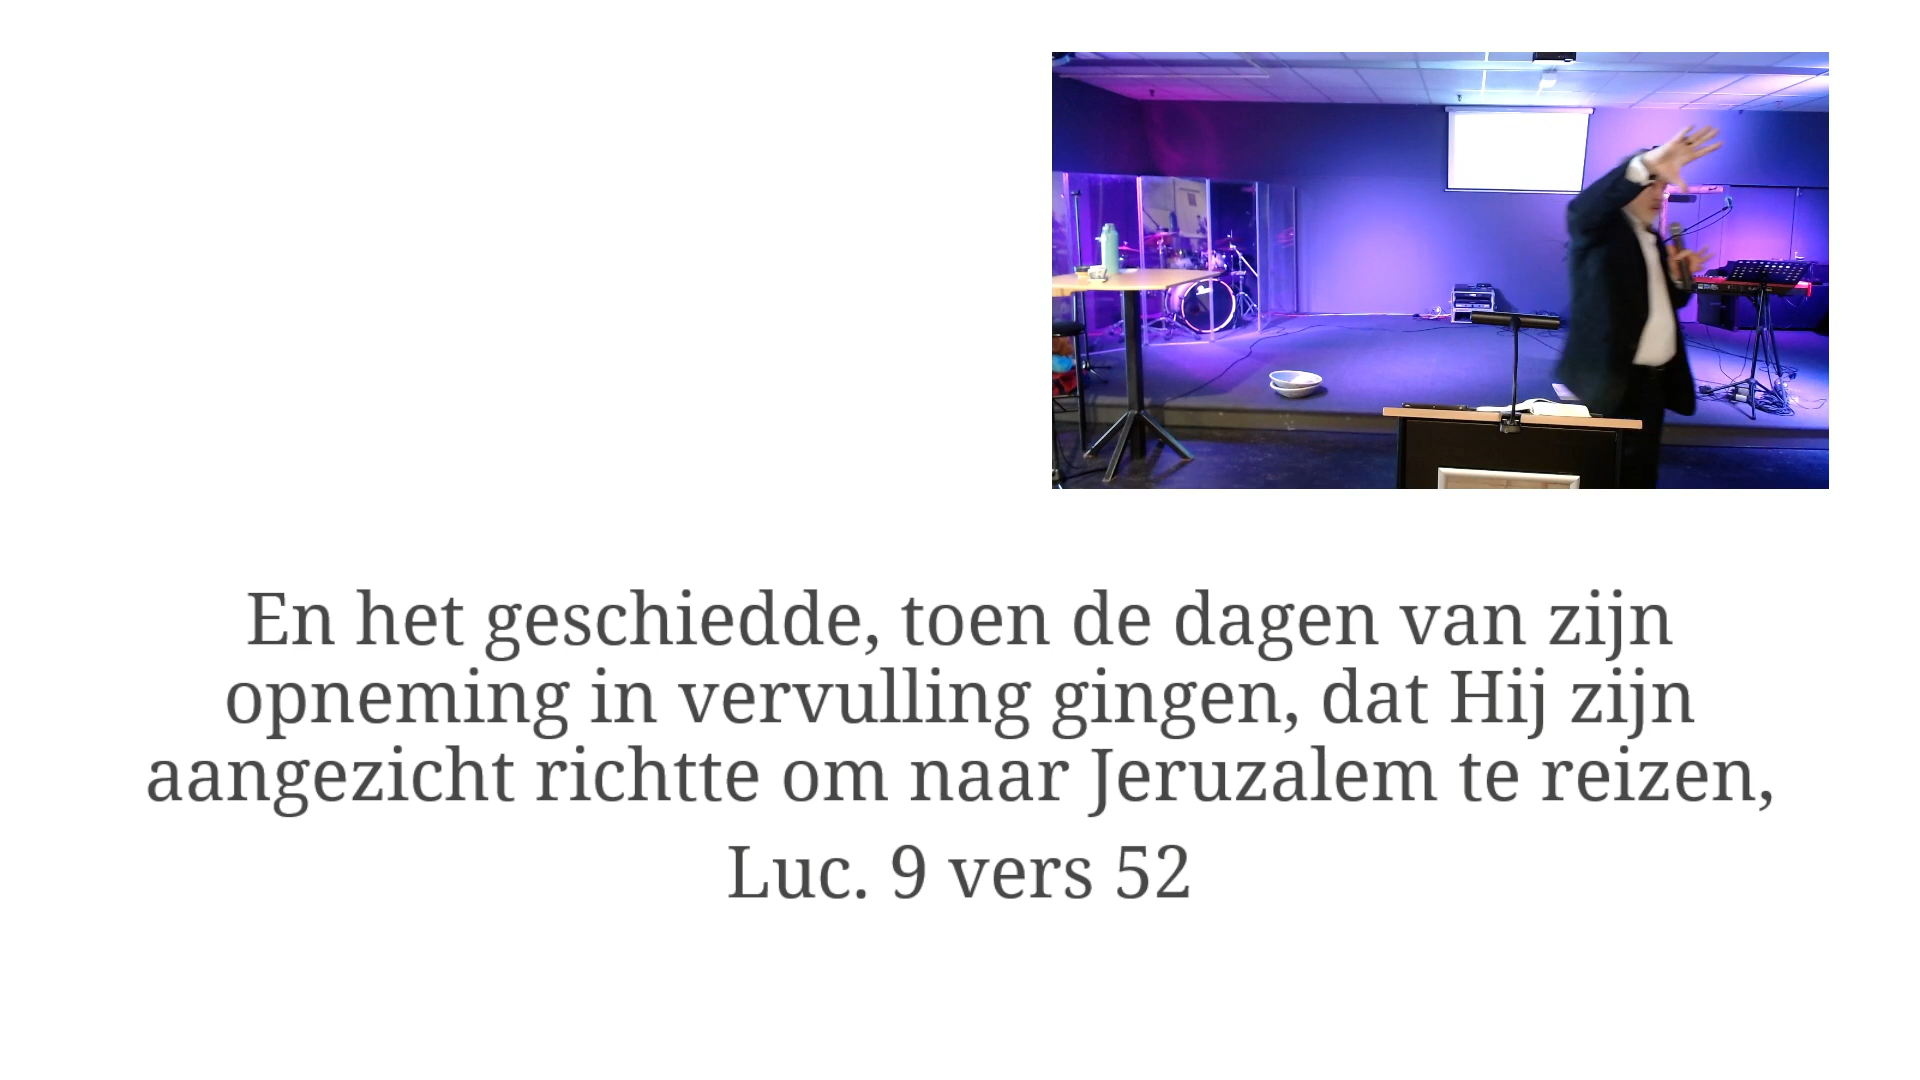 En het geschiedde, toen de dagen van zijn
opneming in vervulling gingen, dat Hij zijn
aangezicht richtte om naar Jeruzalem te reizen,
Luc. 9 vers 52